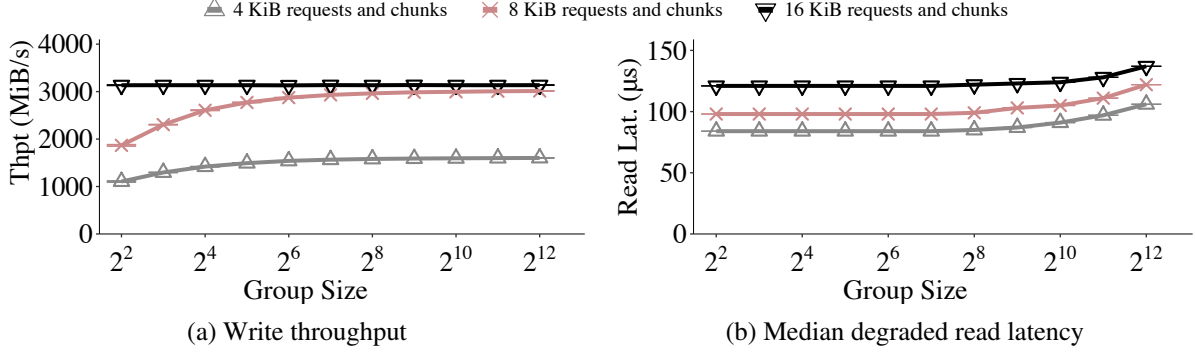 4 KiB requests and chunks 8 KiB requests and chunks 16 KiB requests and chunks
Thpt (MiB/s)
4000
3000
2000
1000
0
2^2 2^4 2^6 2^8 2^10 2^12
Group Size
(a) Write throughput
Read Lat. (µs)
150
100
50
0
2^2 2^4 2^6 2^8 2^10 2^12
Group Size
(b) Median degraded read latency